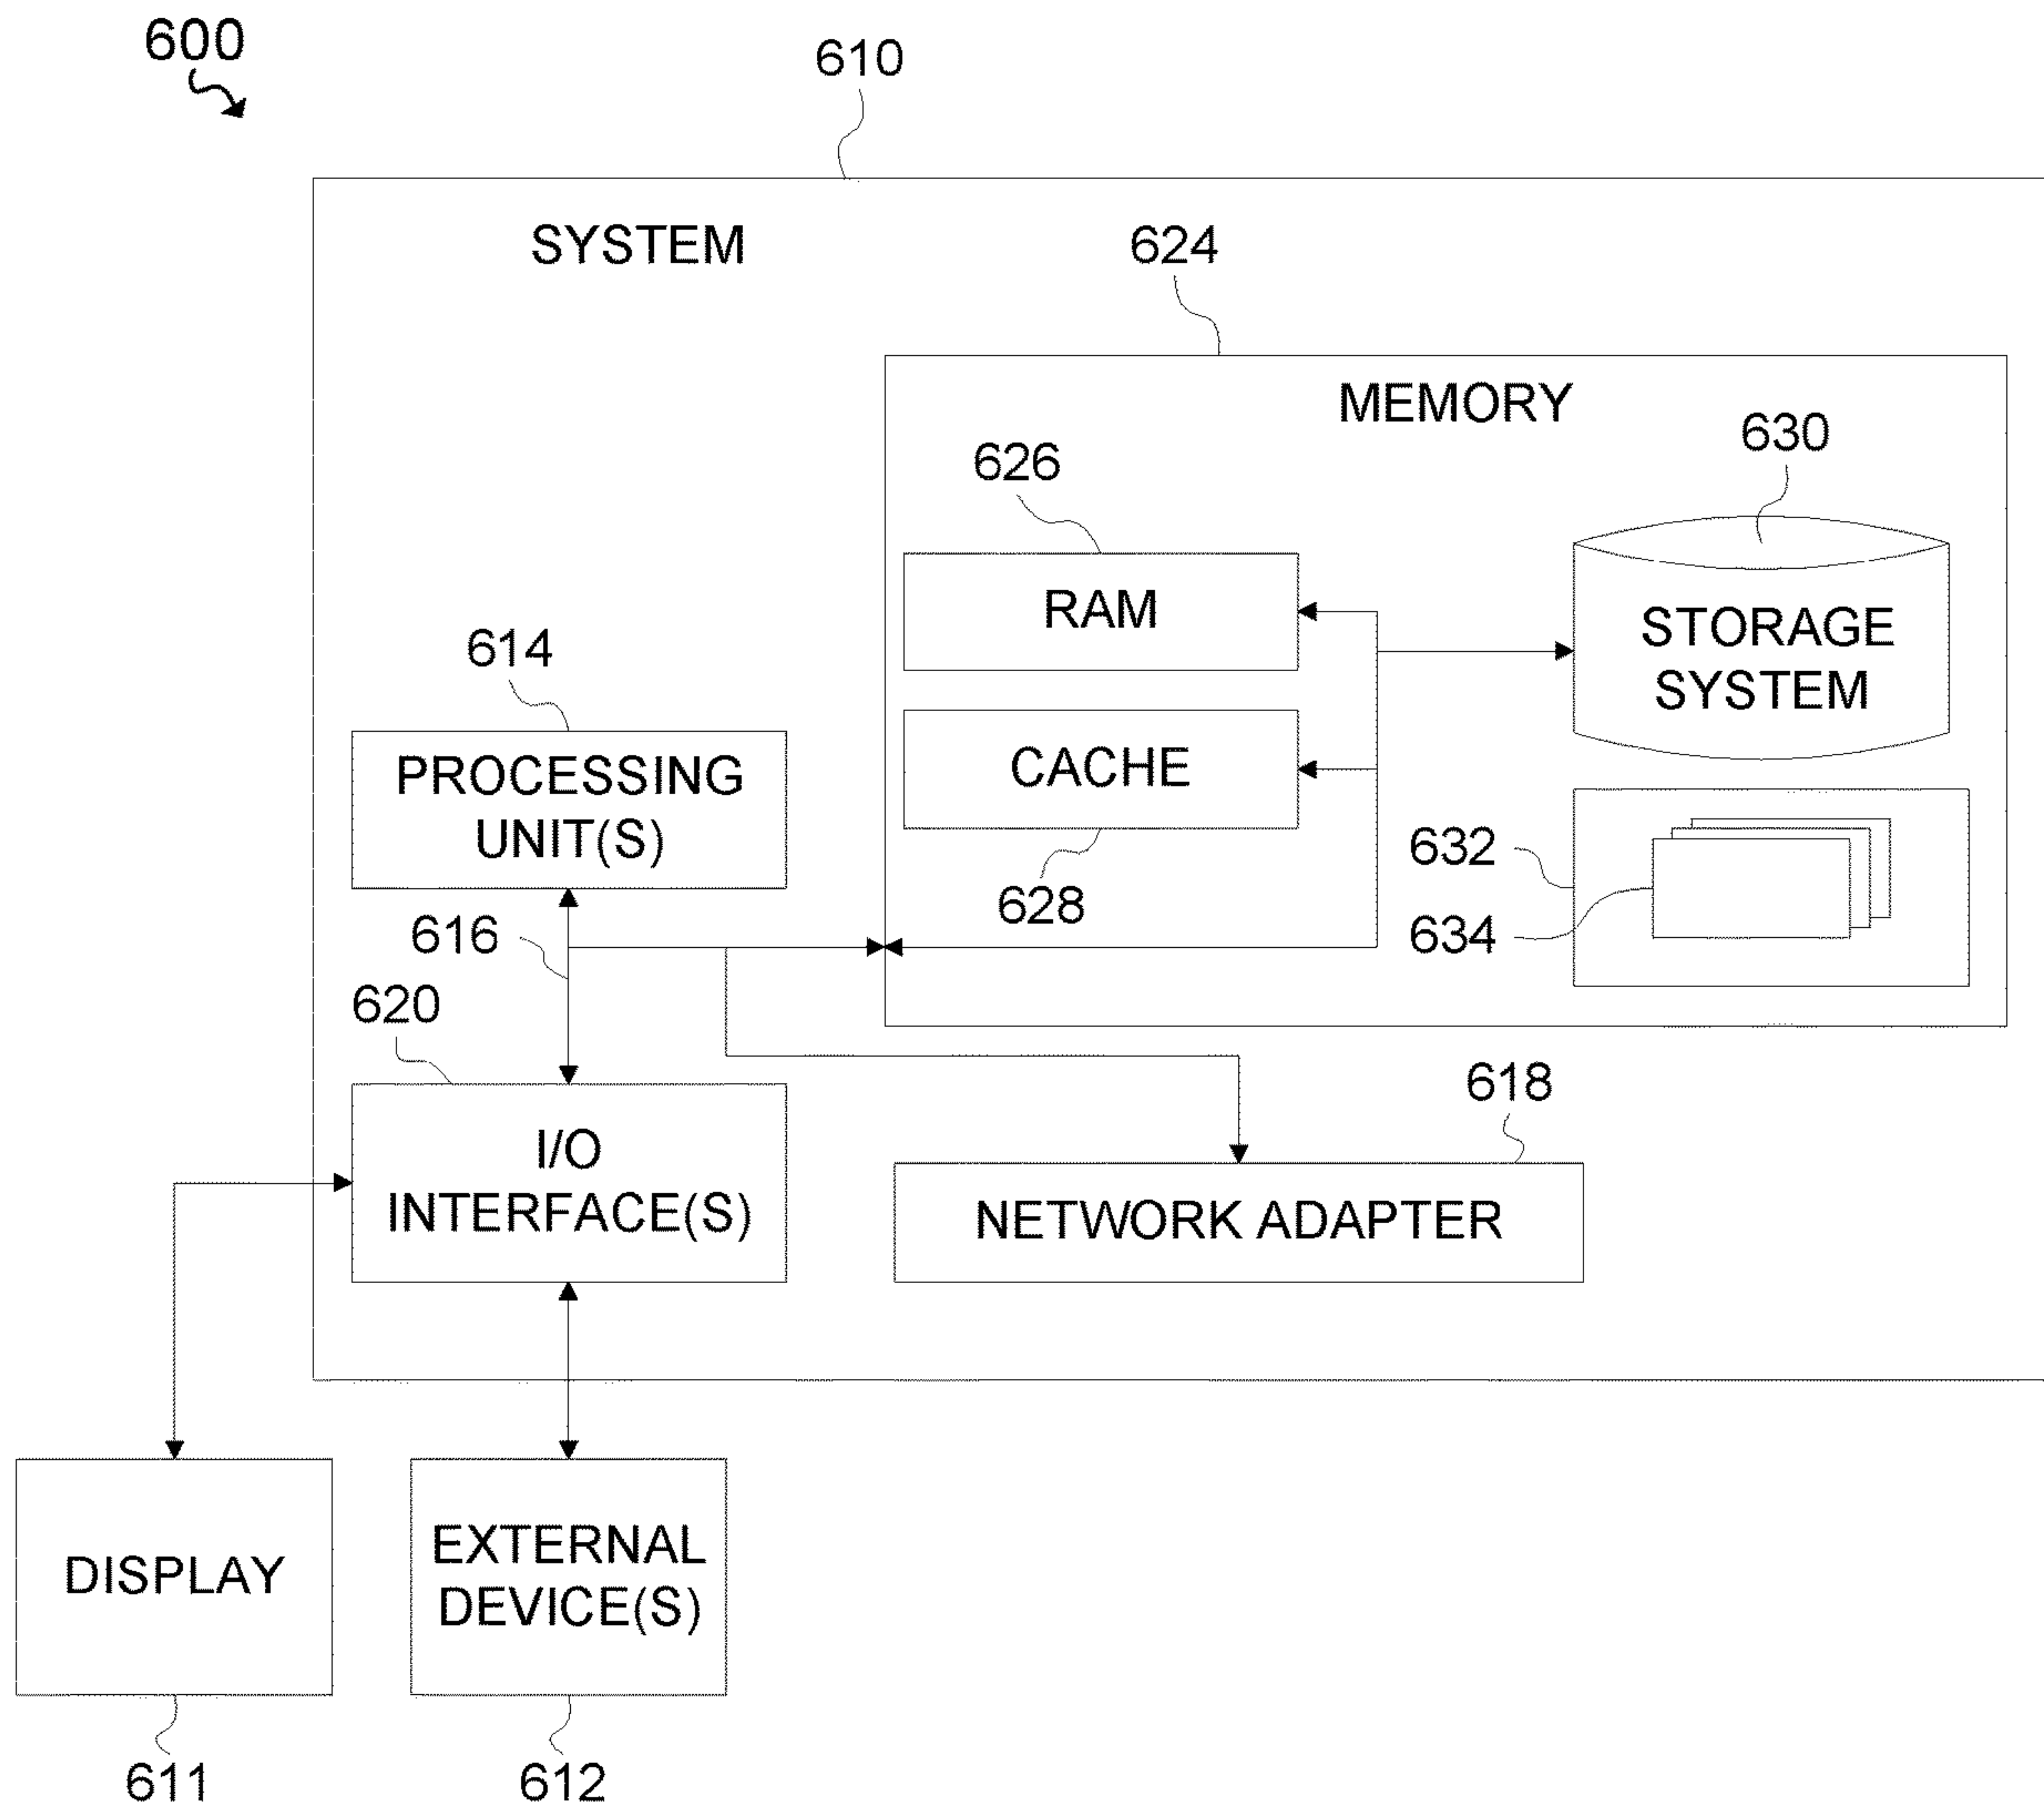 600
610
SYSTEM
624
MEMORY
630
626
RAM
STORAGE
SYSTEM
614
PROCESSING
UNIT(S)
CACHE
632
628
634
616
620
618
I/O
INTERFACE(S)
NETWORK ADAPTER
DISPLAY
EXTERNAL
DEVICE(S)
611
612